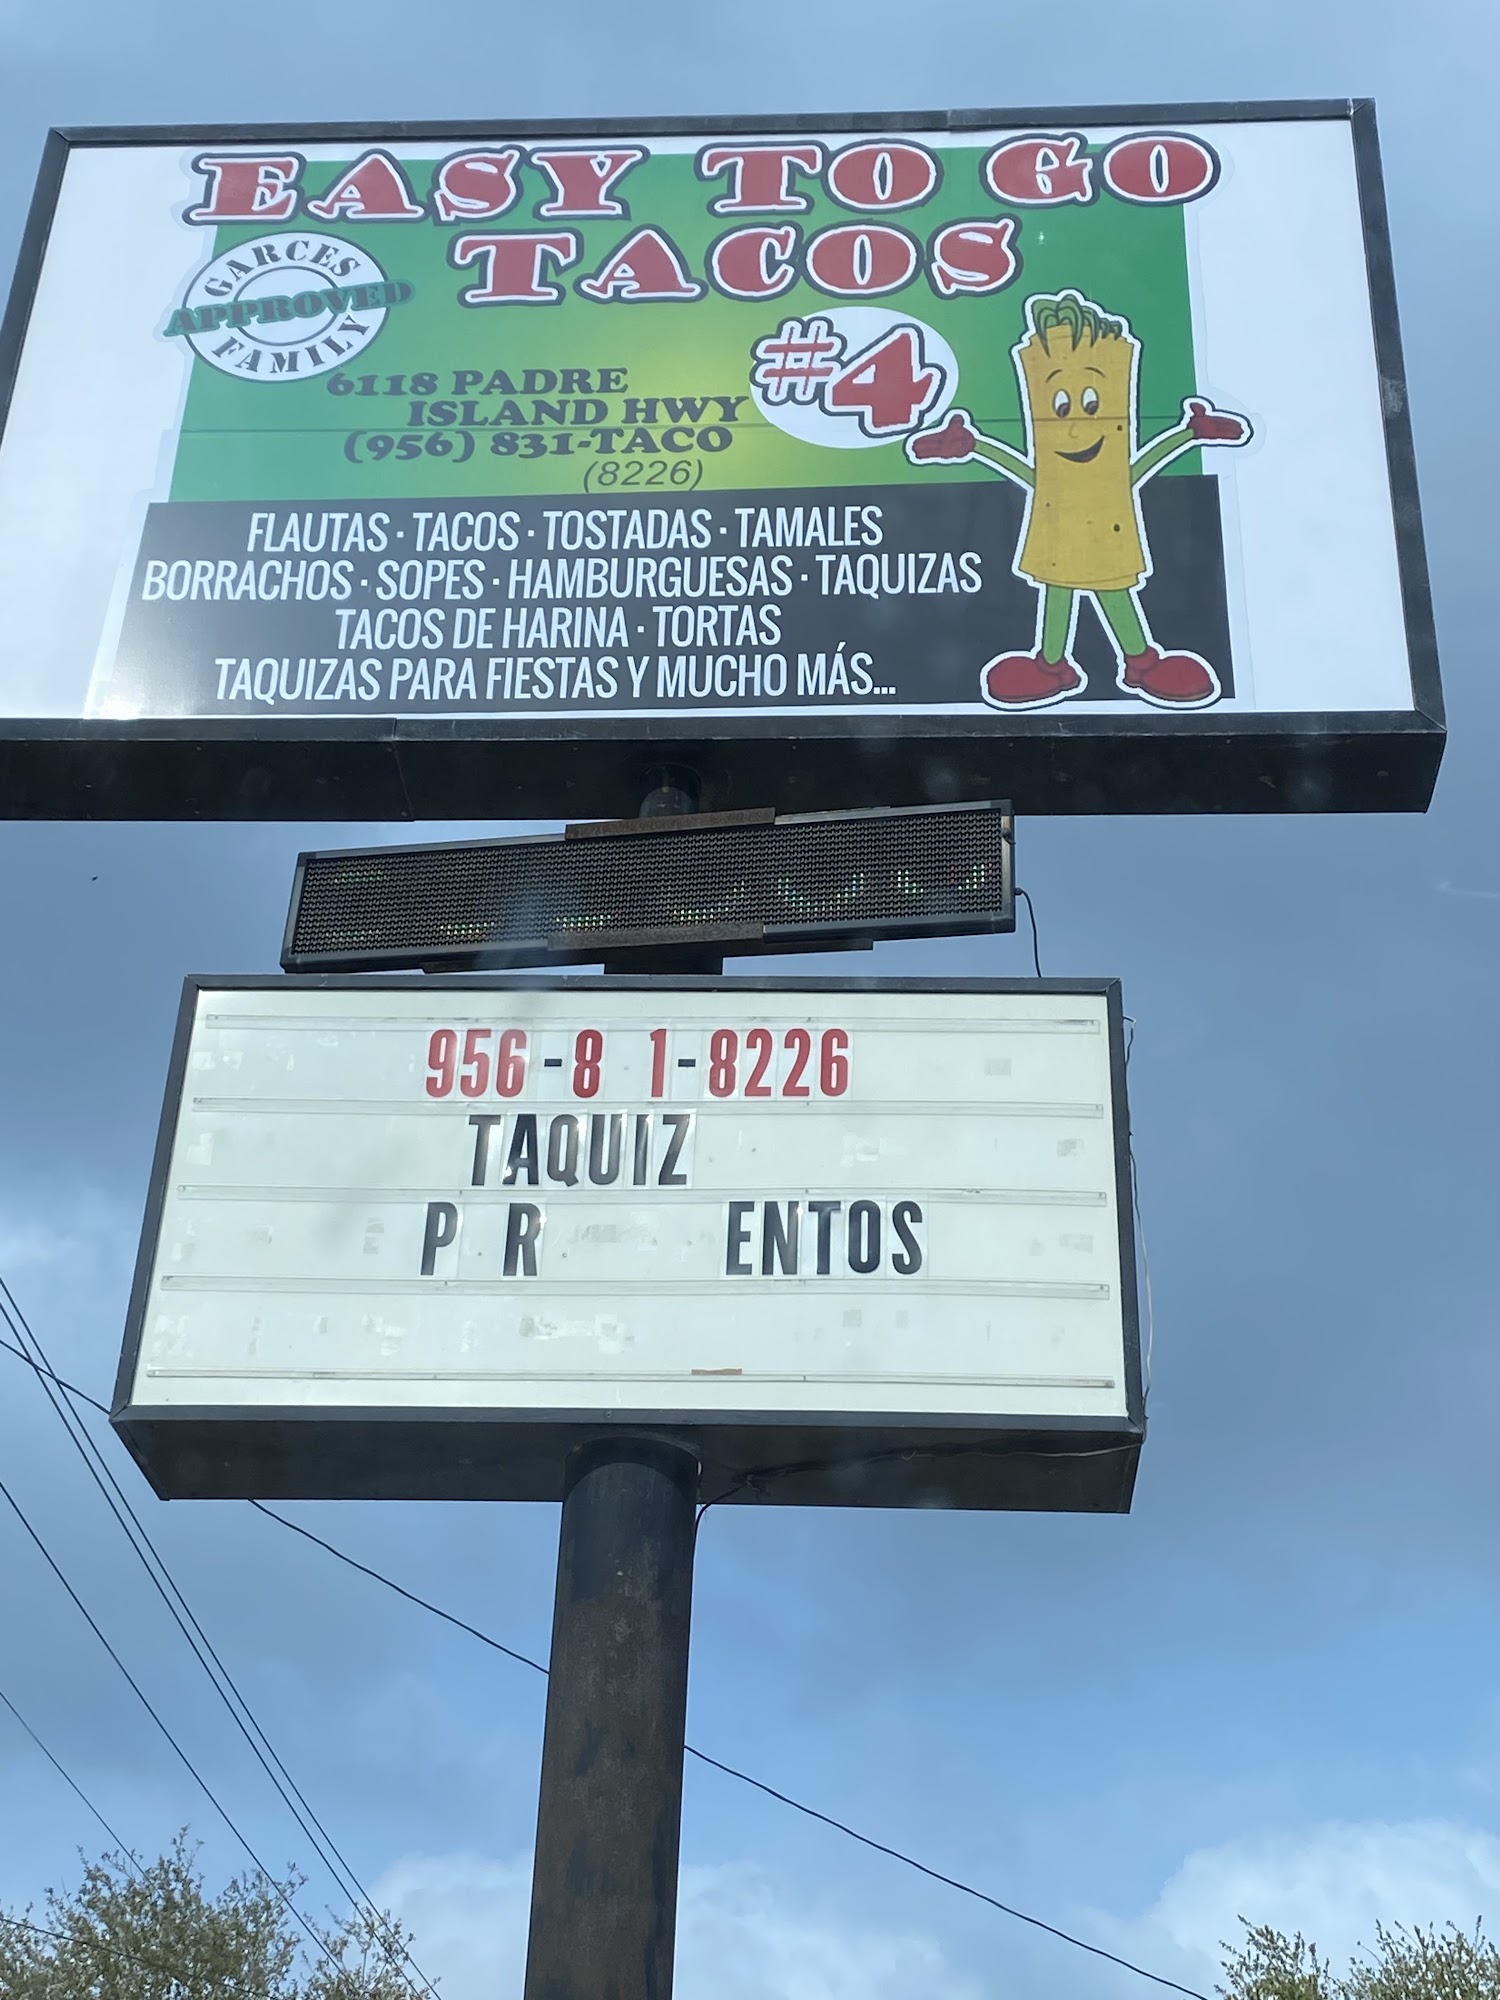 EASY TO GO
TACOS
GARCES
APPROVED
FAMILY
#4
6118 PADRE
ISLAND HWY
(956) 831-TACO
(8226)
FLAUTAS · TACOS · TOSTADAS · TAMALES
BORRACHOS · SOPES · HAMBURGUESAS · TAQUIZAS
TACOS DE HARINA · TORTAS
TAQUIZAS PARA FIESTAS Y MUCHO MÁS...
956-8 1-8226
TAQUIZ
P R ENTOS